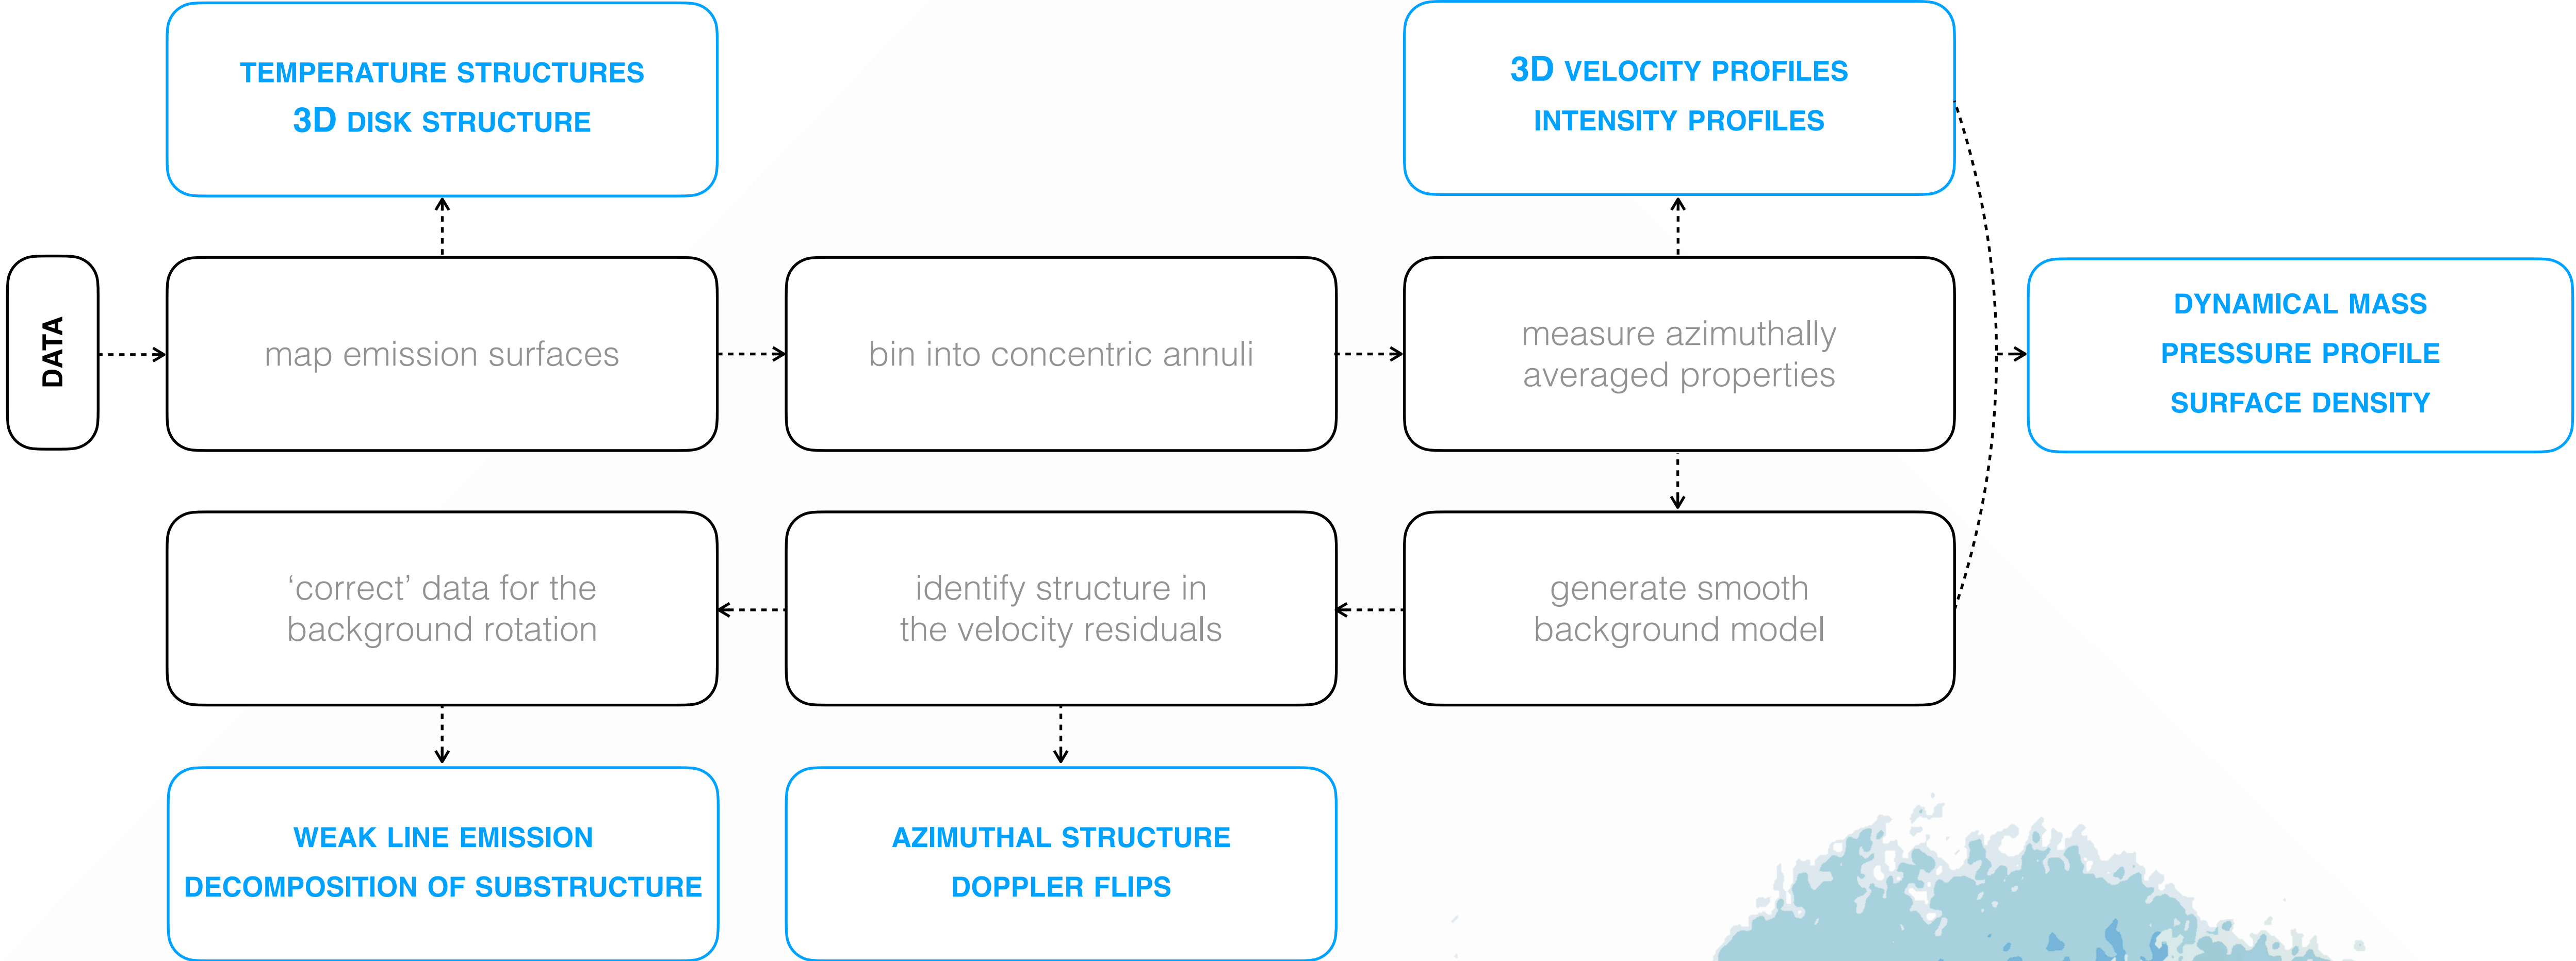 TEMPERATURE STRUCTURES
3D DISK STRUCTURE
3D VELOCITY PROFILES
INTENSITY PROFILES
DATA
map emission surfaces
bin into concentric annuli
measure azimuthally
averaged properties
DYNAMICAL MASS
PRESSURE PROFILE
SURFACE DENSITY
‘correct’ data for the
background rotation
identify structure in
the velocity residuals
generate smooth
background model
WEAK LINE EMISSION
DECOMPOSITION OF SUBSTRUCTURE
AZIMUTHAL STRUCTURE
DOPPLER FLIPS